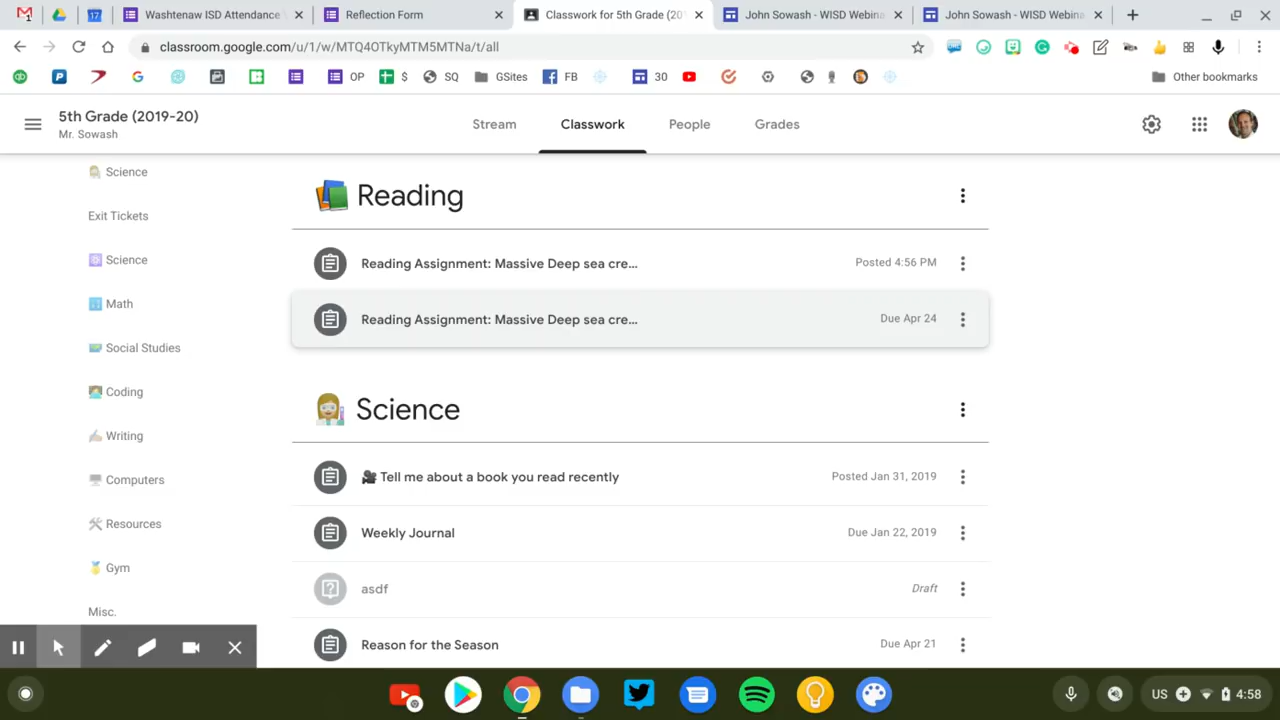 Washtenaw ISD Attendance
Reflection Form
Classwork for 5th Grade (20
John Sowash - WISD Webina
John Sowash - WISD Webina
classroom.google.com/u/1/w/MTQ4OTkyMTM5MTNa/t/all
OP
$
SQ
GSites
FB
30
Other bookmarks
5th Grade (2019-20)
Mr. Sowash
Stream
Classwork
People
Grades
Science
Exit Tickets
Science
Math
Social Studies
Coding
Writing
Computers
Resources
Gym
Misc.
Reading
Reading Assignment: Massive Deep sea cre...
Posted 4:56 PM
Reading Assignment: Massive Deep sea cre...
Due Apr 24
Science
Tell me about a book you read recently
Posted Jan 31, 2019
Weekly Journal
Due Jan 22, 2019
asdf
Draft
Reason for the Season
Due Apr 21
US
4:58